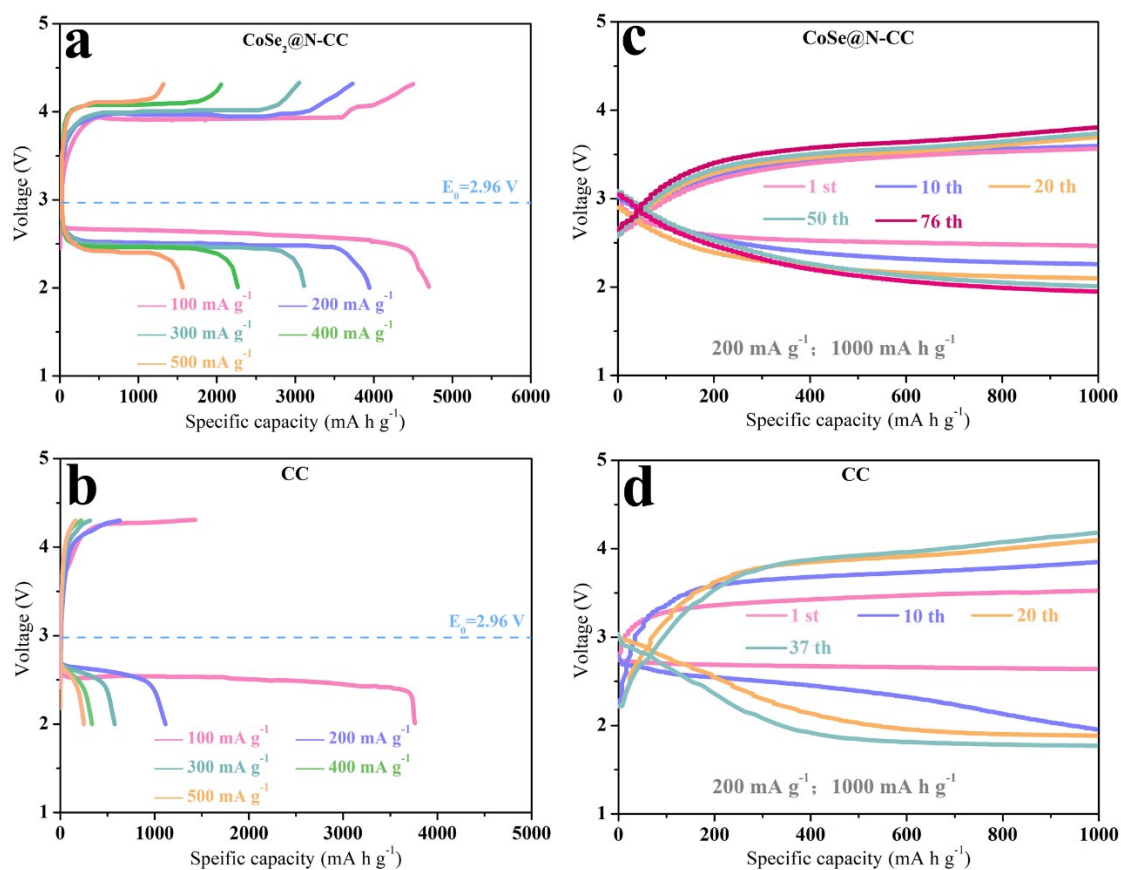 a
CoSe₂@N-CC
5
4
3
2
1
Voltage (V)
E₀=2.96 V
100 mA g⁻¹
200 mA g⁻¹
300 mA g⁻¹
400 mA g⁻¹
500 mA g⁻¹
0 1000 2000 3000 4000 5000 6000
Specific capacity (mA h g⁻¹)
c
CoSe@N-CC
5
4
3
2
1
Voltage (V)
1 st
10 th
20 th
50 th
76 th
200 mA g⁻¹; 1000 mA h g⁻¹
0 200 400 600 800 1000
Specific capacity (mA h g⁻¹)
b
CC
5
4
3
2
1
Voltage (V)
E₀=2.96 V
100 mA g⁻¹
200 mA g⁻¹
300 mA g⁻¹
400 mA g⁻¹
500 mA g⁻¹
0 1000 2000 3000 4000 5000
Speific capacity (mA h g⁻¹)
d
CC
5
4
3
2
1
Voltage (V)
1 st
10 th
20 th
37 th
200 mA g⁻¹; 1000 mA h g⁻¹
0 200 400 600 800 1000
Specific capacity (mA h g⁻¹)